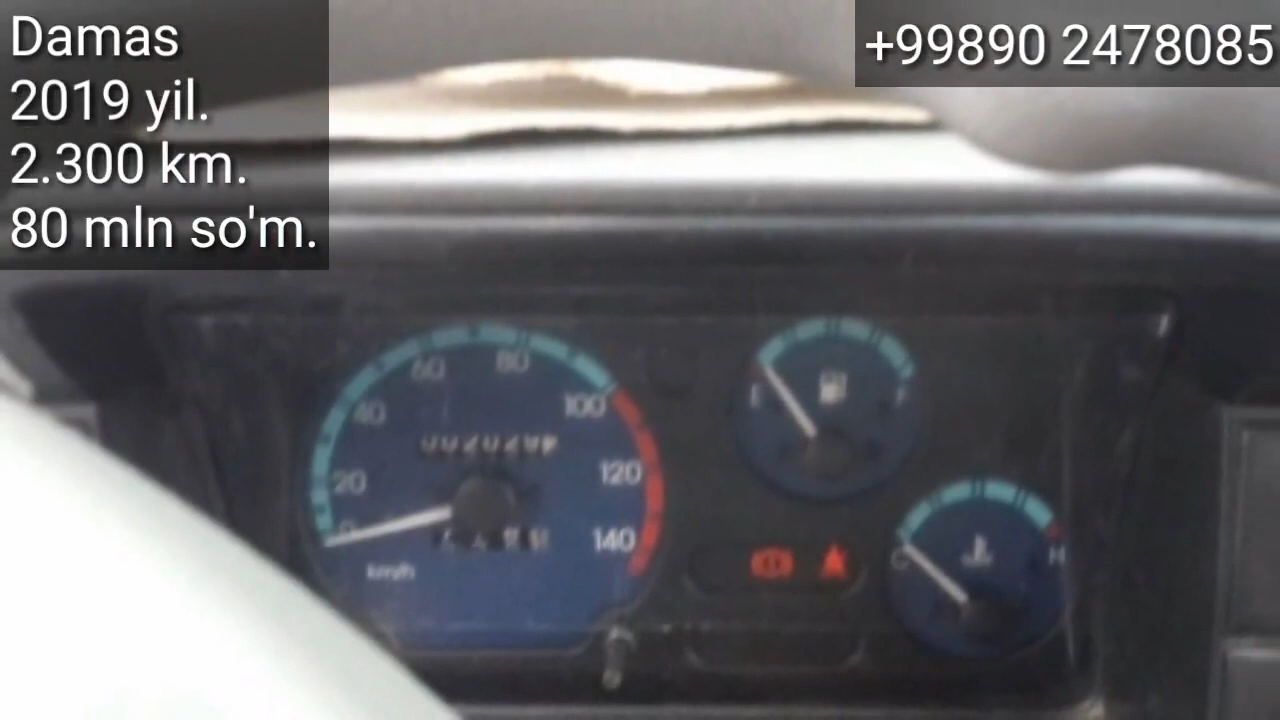 Damas
2019 yil.
2.300 km.
80 mln so'm.
+99890 2478085
60 80
40 100
20 120
0 140
km/h
E F
C H